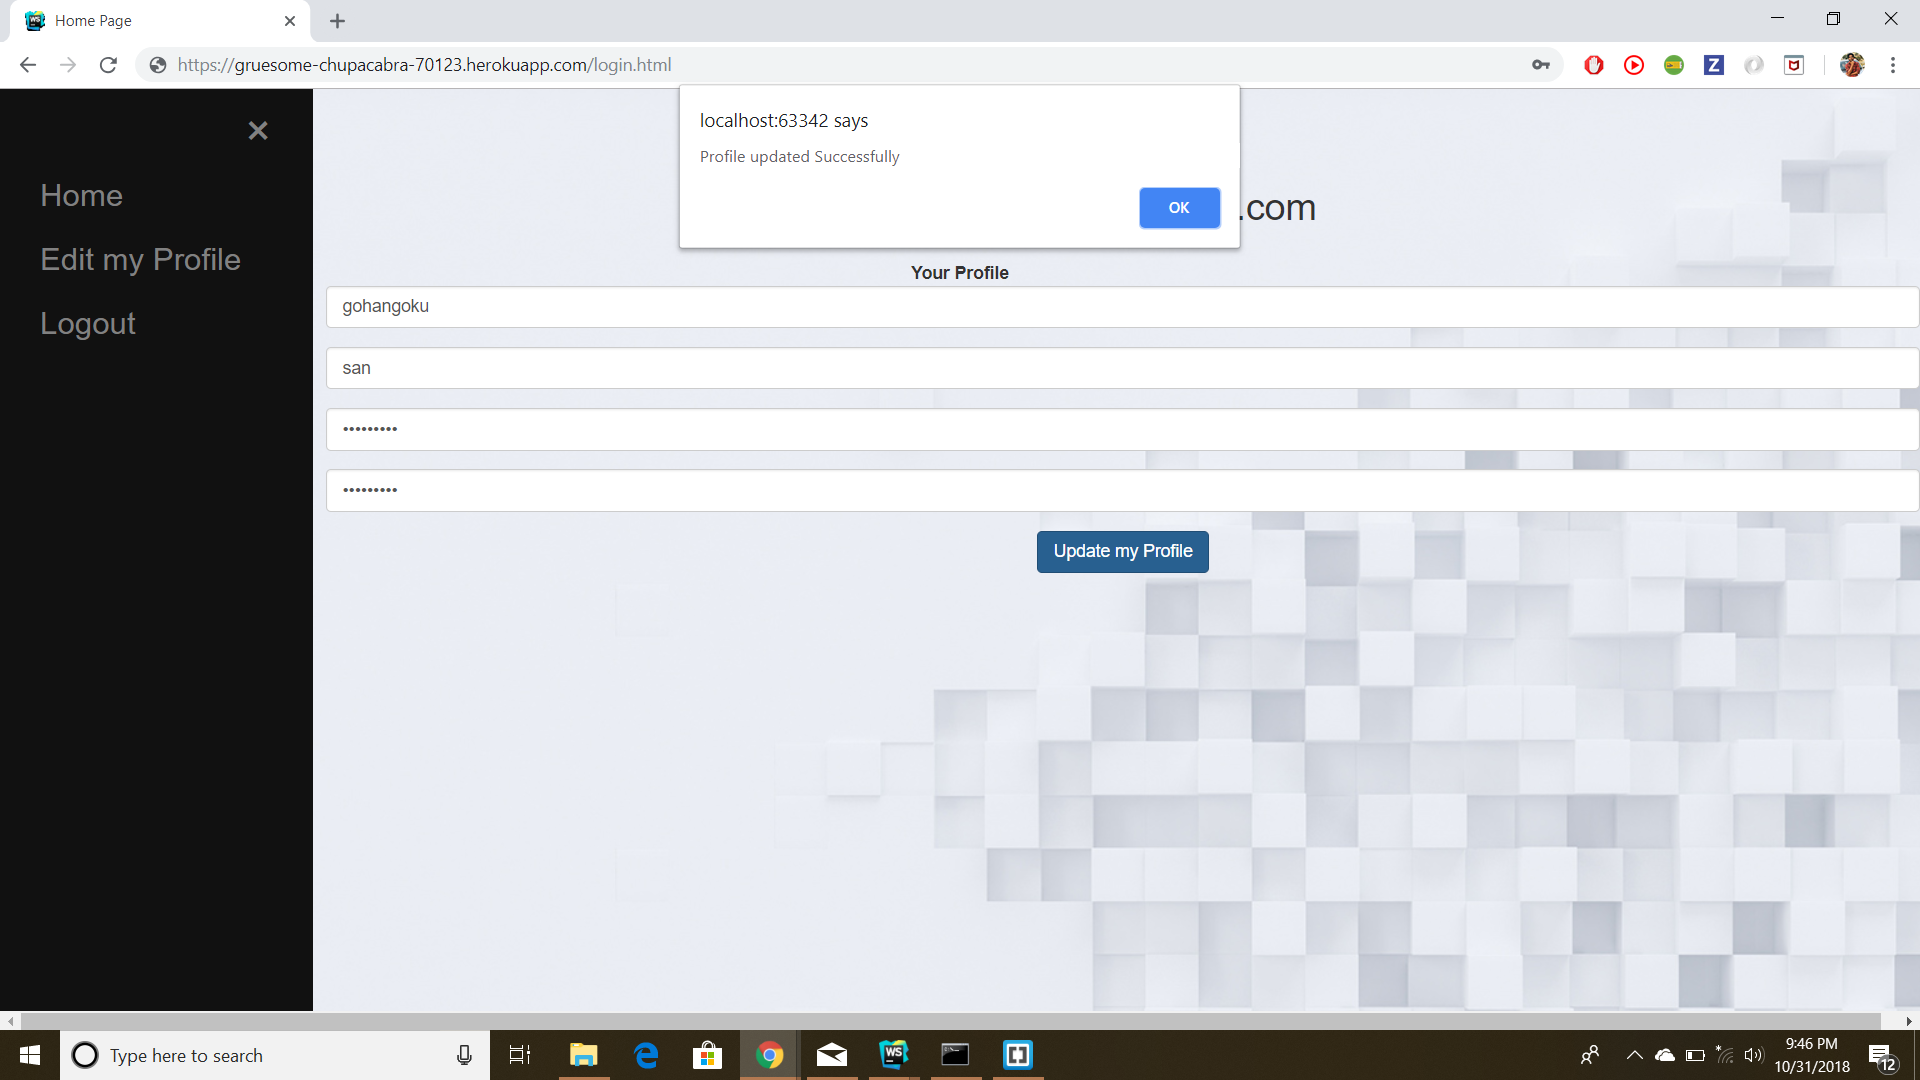 Home Page
https://gruesome-chupacabra-70123.herokuapp.com/login.html
localhost:63342 says
Profile updated Successfully
OK
.com
Home
Edit my Profile
Logout
Your Profile
gohangoku
san
•••••••••
•••••••••
Update my Profile
Type here to search
WS
9:46 PM
10/31/2018
12